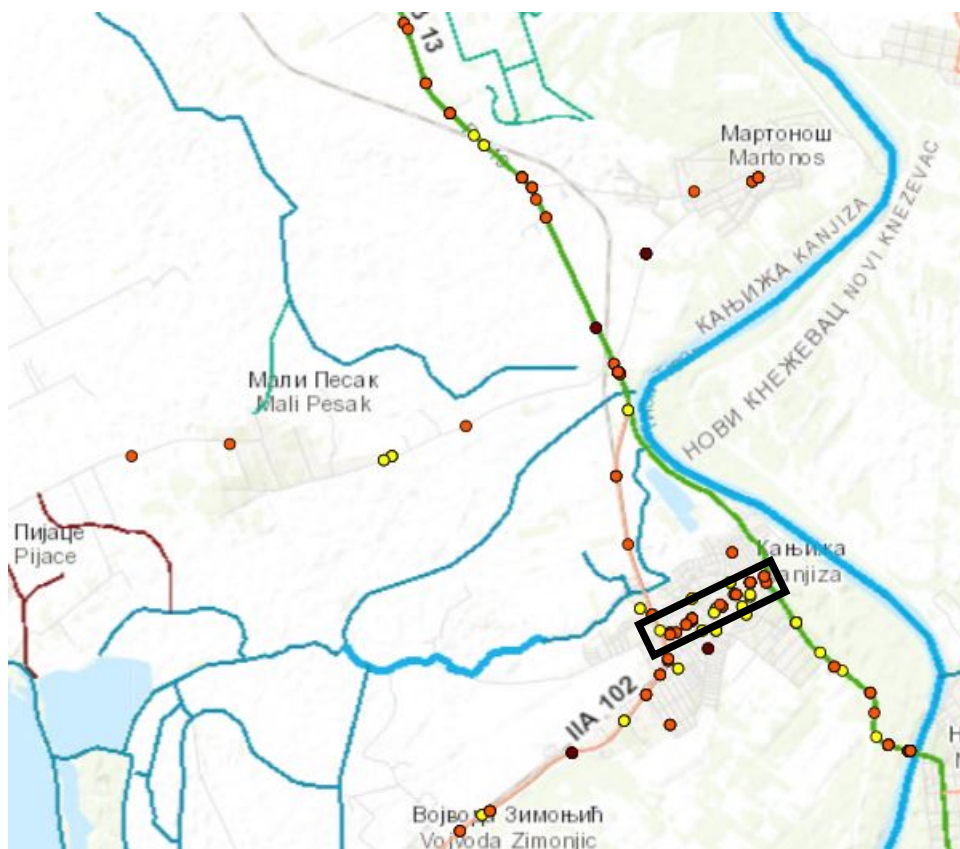 13
Мартонош
Martonos
КАЊИЖА KANJIZA
НОВИ КНЕЖЕВАЦ NOVI KNEZEVAC
Мали Песак
Mali Pesak
Пијаце
Pijace
Кањижа
anjiza
IIA 102
Војвода Зимоњић
Vojvoda Zimonjic